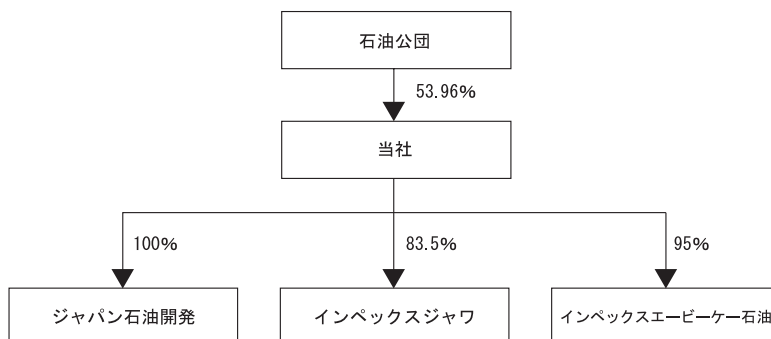 石油公団
53.96%
当社
100%
83.5%
95%
ジャパン石油開発
インペックスジャワ
インペックスエービーケー石油